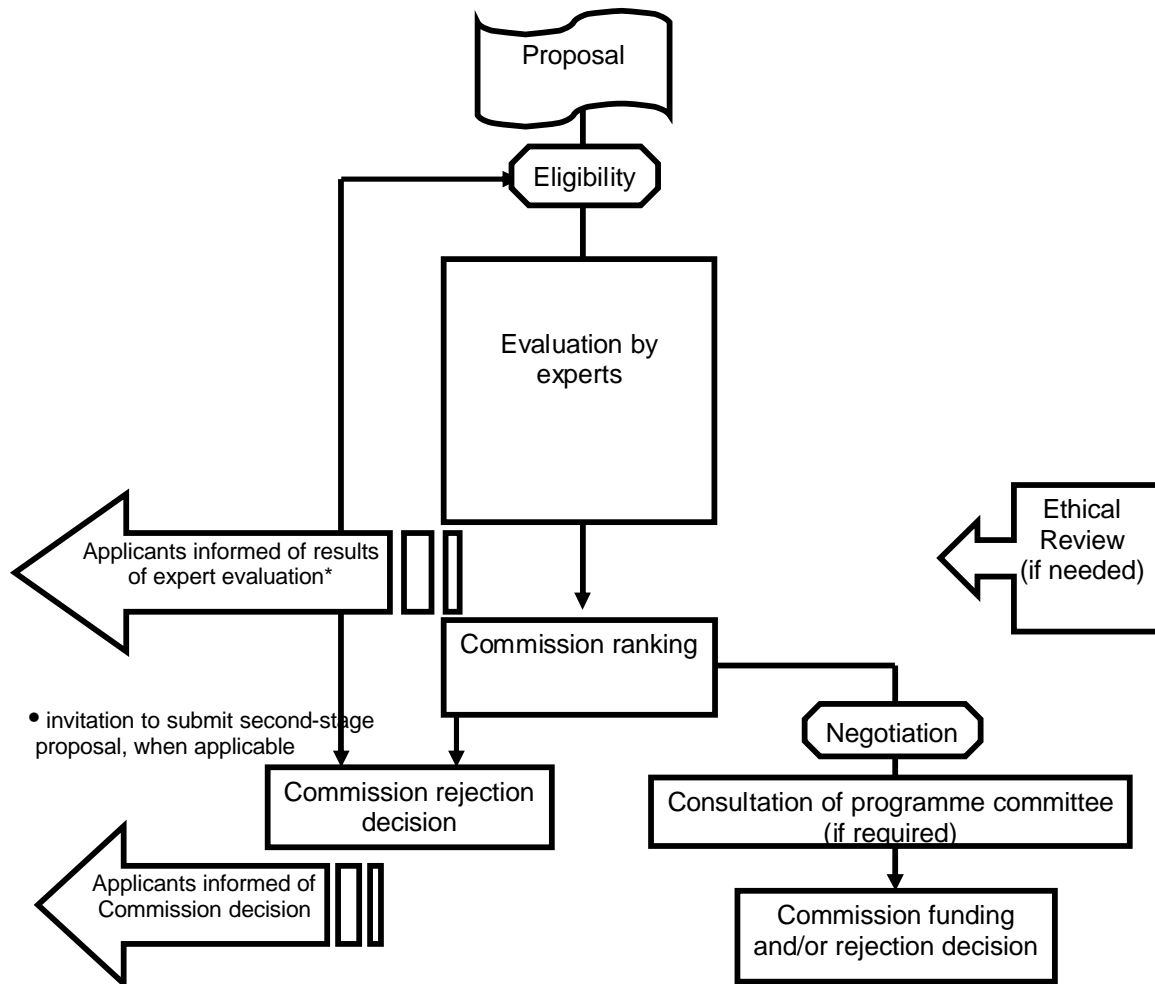 Proposal
Eligibility
Evaluation by
experts
Ethical
Review
(if needed)
Applicants informed of results
of expert evaluation*
Commission ranking
• invitation to submit second-stage
proposal, when applicable
Negotiation
Commission rejection
decision
Consultation of programme committee
(if required)
Applicants informed of
Commission decision
Commission funding
and/or rejection decision